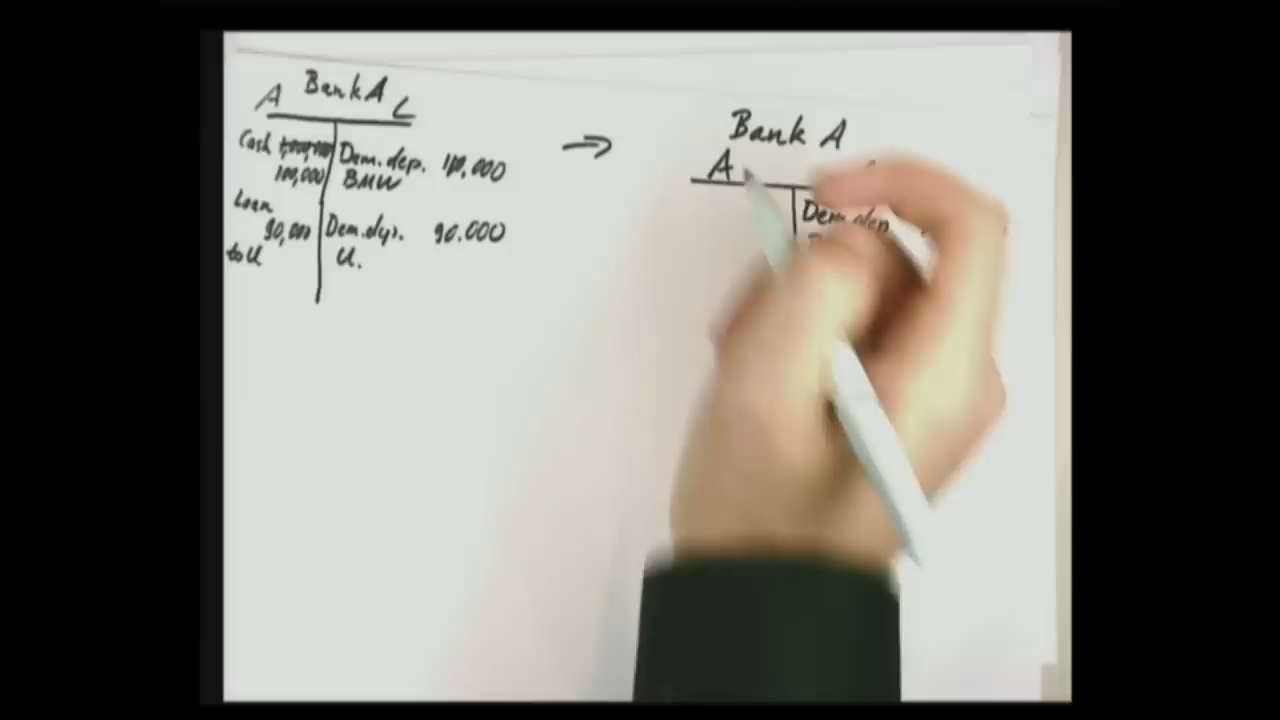 Bank A
A L
Cash
100,000
Dem. dep. 110,000
BMW
Loan
90,000
to U
Dem. dep. 90.000
U.
→
Bank A
A
Dem. dep